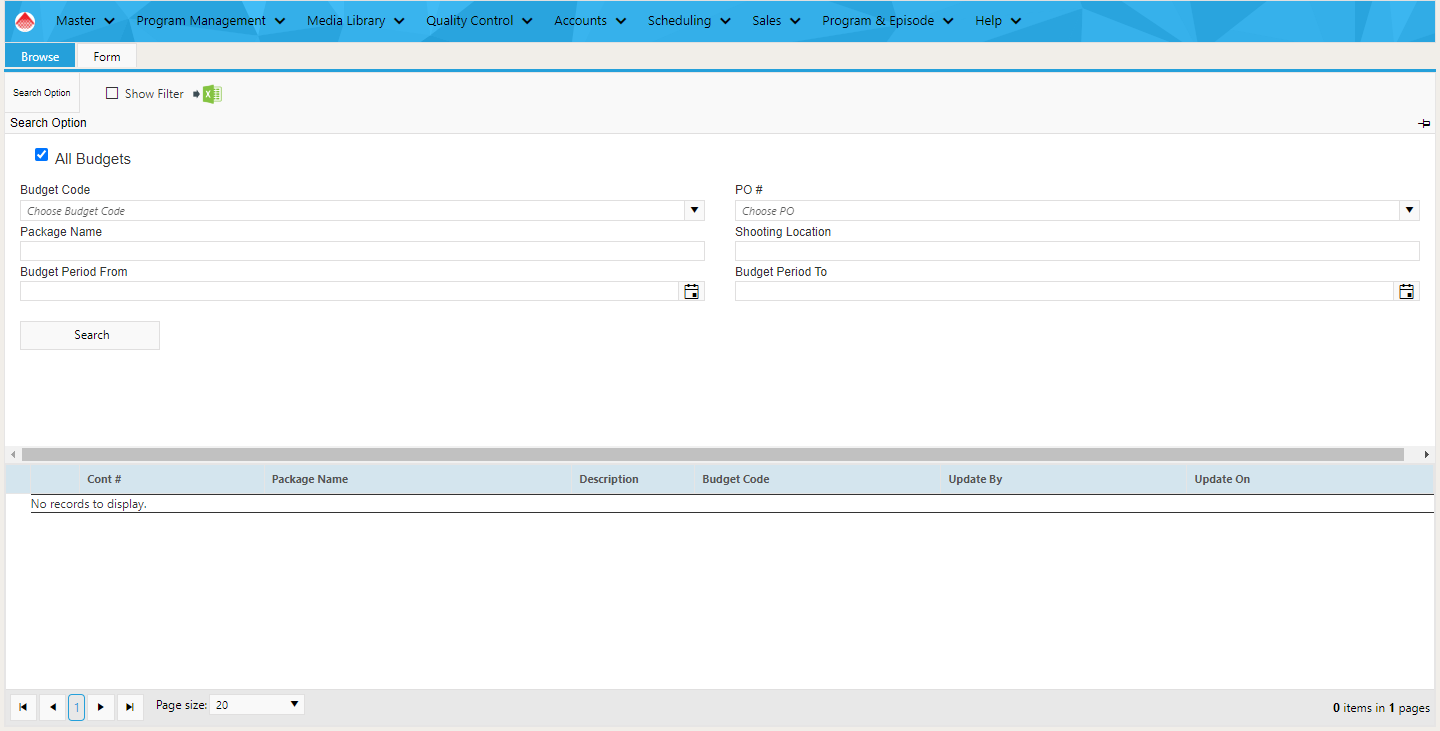 Master Program Management Media Library Quality Control Accounts Scheduling Sales Program & Episode Help
Browse Form
Search Option Show Filter
Search Option
All Budgets
Budget Code PO #
Choose Budget Code Choose PO
Package Name Shooting Location
Budget Period From Budget Period To
Search
Cont # Package Name Description Budget Code Update By Update On
No records to display.
1 Page size: 20 0 items in 1 pages